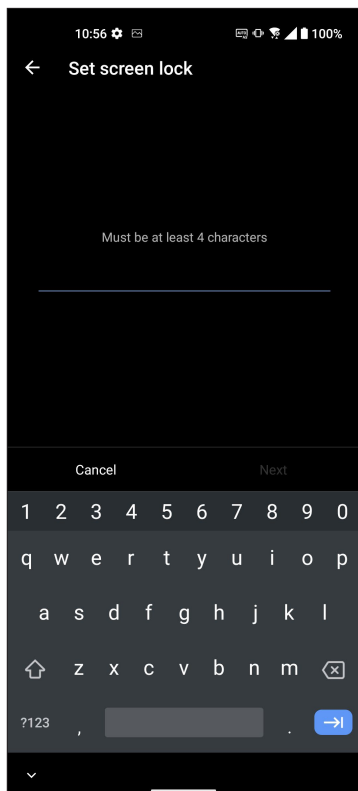 10:56 100%
Set screen lock
Must be at least 4 characters
Cancel Next
1 2 3 4 5 6 7 8 9 0
q w e r t y u i o p
a s d f g h j k l
z x c v b n m
?123 , .